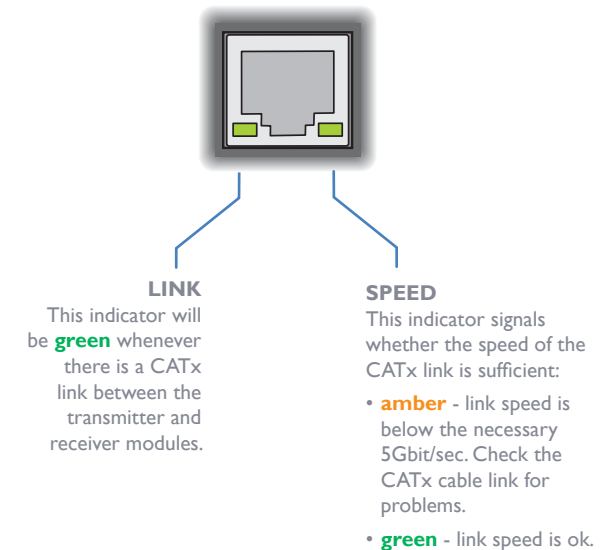 LINK
This indicator will
be green whenever
there is a CATx
link between the
transmitter and
receiver modules.
SPEED
This indicator signals
whether the speed of the
CATx link is sufficient:
• amber - link speed is
below the necessary
5Gbit/sec. Check the
CATx cable link for
problems.
• green - link speed is ok.